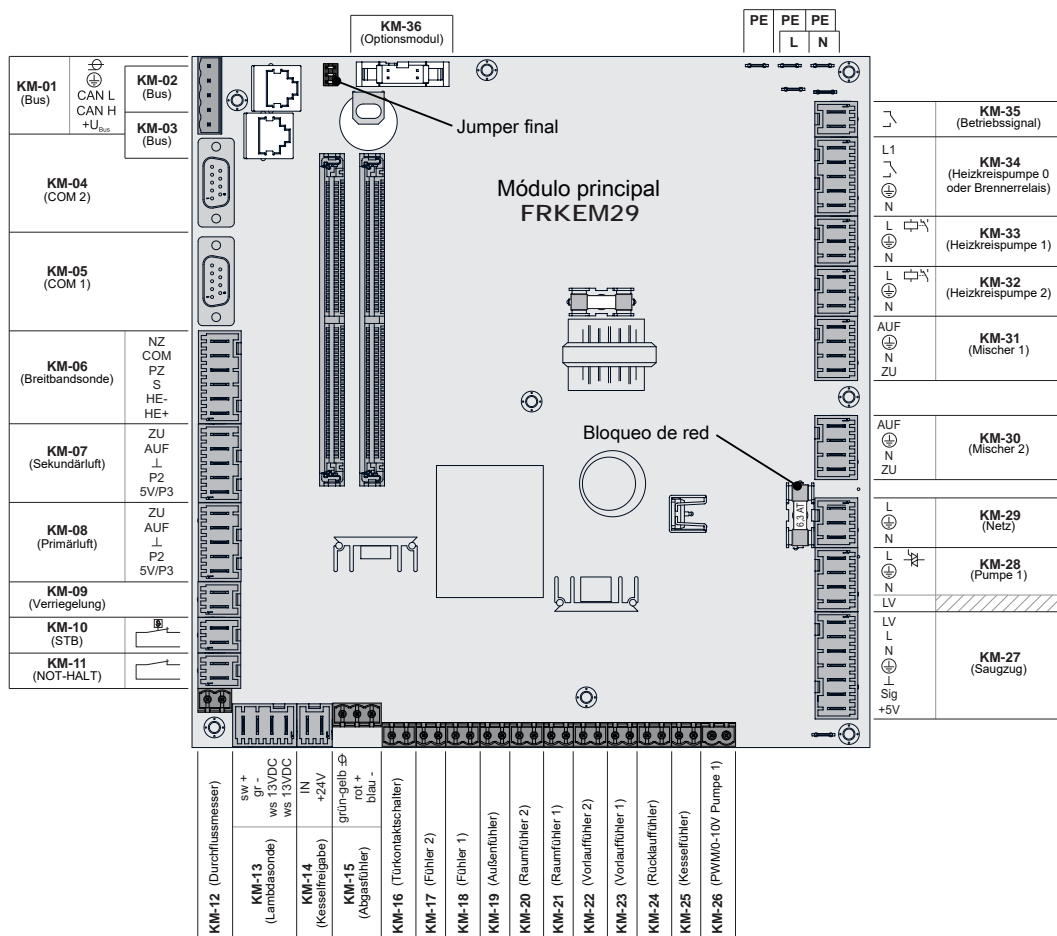 KM-36
(Optionsmodul)
PE PE PE
L N
KM-01
(Bus)
CAN L
CAN H
+UBus
KM-02
(Bus)
KM-03
(Bus)
KM-04
(COM 2)
KM-05
(COM 1)
KM-06
(Breitbandsonde)
NZ
COM
PZ
S
HE-
HE+
KM-07
(Sekundärluft)
ZU
AUF
⊥
P2
5V/P3
KM-08
(Primärluft)
ZU
AUF
⊥
P2
5V/P3
KM-09
(Verriegelung)
KM-10
(STB)
KM-11
(NOT-HALT)
Jumper final
Módulo principal
FRKEM29
Bloqueo de red
6,3 AT
KM-35
(Betriebssignal)
L1
N
KM-34
(Heizkreispumpe 0
oder Brennerrelais)
L
N
KM-33
(Heizkreispumpe 1)
L
N
KM-32
(Heizkreispumpe 2)
AUF
N
ZU
KM-31
(Mischer 1)
AUF
N
ZU
KM-30
(Mischer 2)
L
N
KM-29
(Netz)
L
N
LV
KM-28
(Pumpe 1)
LV
L
N
⊥
Sig
+5V
KM-27
(Saugzug)
KM-12 (Durchflussmesser)
sw +
gr -
ws 13VDC
ws 13VDC
KM-13
(Lambdasonde)
IN
+24V
KM-14
(Kesselfreigabe)
grün-gelb
rot +
blau -
KM-15
(Abgasfühler)
KM-16 (Türkontaktschalter)
KM-17 (Fühler 2)
KM-18 (Fühler 1)
KM-19 (Außenfühler)
KM-20 (Raumfühler 2)
KM-21 (Raumfühler 1)
KM-22 (Vorlauffühler 2)
KM-23 (Vorlauffühler 1)
KM-24 (Rücklauffühler)
KM-25 (Kesselfühler)
KM-26 (PWM/0-10V Pumpe 1)